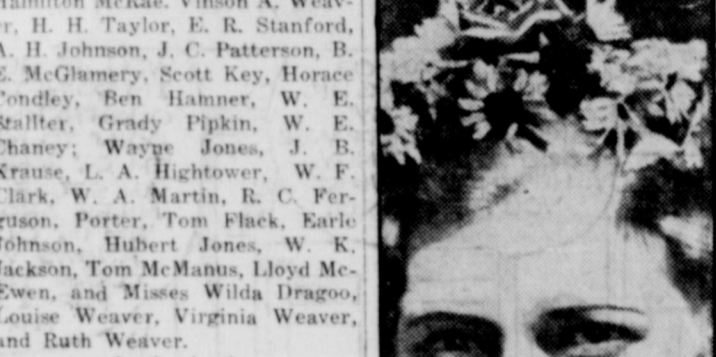 Hamilton McRae, Vinson A. Weav-
er, H. H. Taylor, E. R. Stanford,
A. H. Johnson, J. C. Patterson, B.
E. McGlamery, Scott Key, Horace
Condley, Ben Hamner, W. E.
Stallter, Grady Pipkin, W. E.
Chaney; Wayne Jones, J. B.
Krause, L. A. Hightower, W. F.
Clark, W. A. Martin, R. C. Fer-
guson, Porter, Tom Flack, Earle
Johnson, Hubert Jones, W. K.
Jackson, Tom McManus, Lloyd Mc-
Ewen, and Misses Wilda Dragoo,
Louise Weaver, Virginia Weaver,
and Ruth Weaver.